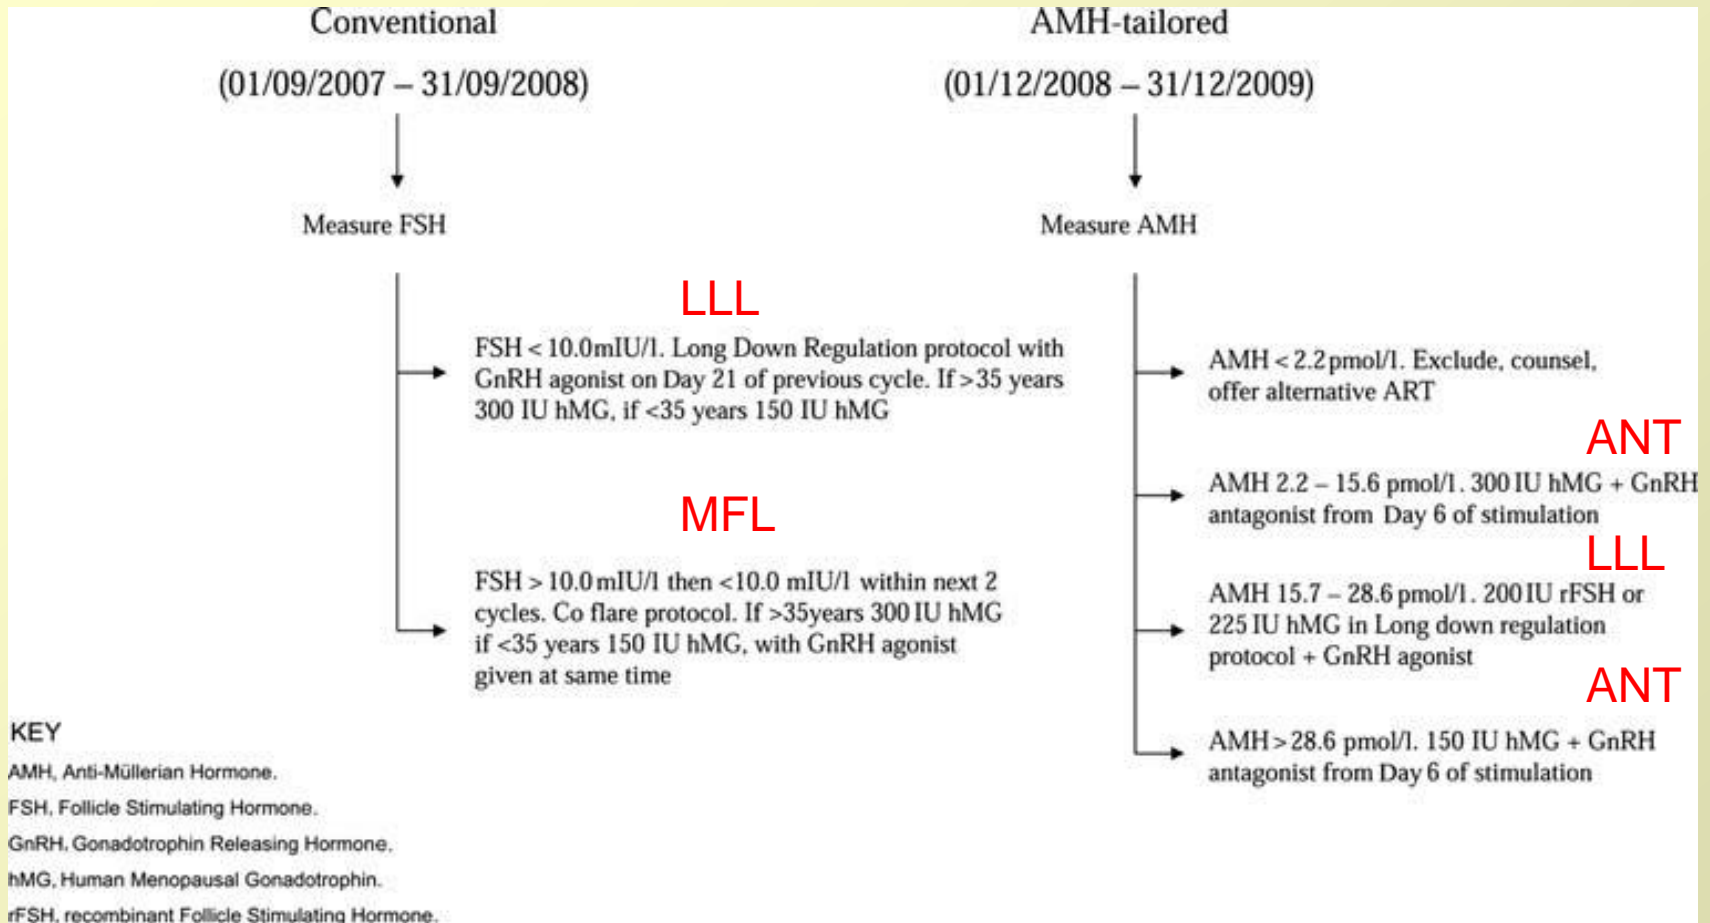 Conventional
(01/09/2007 – 31/09/2008)
Measure FSH
LLL
FSH < 10.0mIU/l. Long Down Regulation protocol with
GnRH agonist on Day 21 of previous cycle. If >35 years
300 IU hMG, if <35 years 150 IU hMG
MFL
FSH > 10.0 mIU/l then <10.0 mIU/l within next 2
cycles. Co flare protocol. If >35years 300 IU hMG
if <35 years 150 IU hMG, with GnRH agonist
given at same time
AMH-tailored
(01/12/2008 – 31/12/2009)
Measure AMH
AMH < 2.2 pmol/l. Exclude, counsel,
offer alternative ART
ANT
AMH 2.2 – 15.6 pmol/l. 300 IU hMG + GnRH
antagonist from Day 6 of stimulation
LLL
AMH 15.7 – 28.6 pmol/l. 200 IU rFSH or
225 IU hMG in Long down regulation
protocol + GnRH agonist
ANT
AMH > 28.6 pmol/l. 150 IU hMG + GnRH
antagonist from Day 6 of stimulation
KEY
AMH, Anti-Müllerian Hormone.
FSH, Follicle Stimulating Hormone.
GnRH, Gonadotrophin Releasing Hormone.
hMG, Human Menopausal Gonadotrophin.
rFSH, recombinant Follicle Stimulating Hormone.